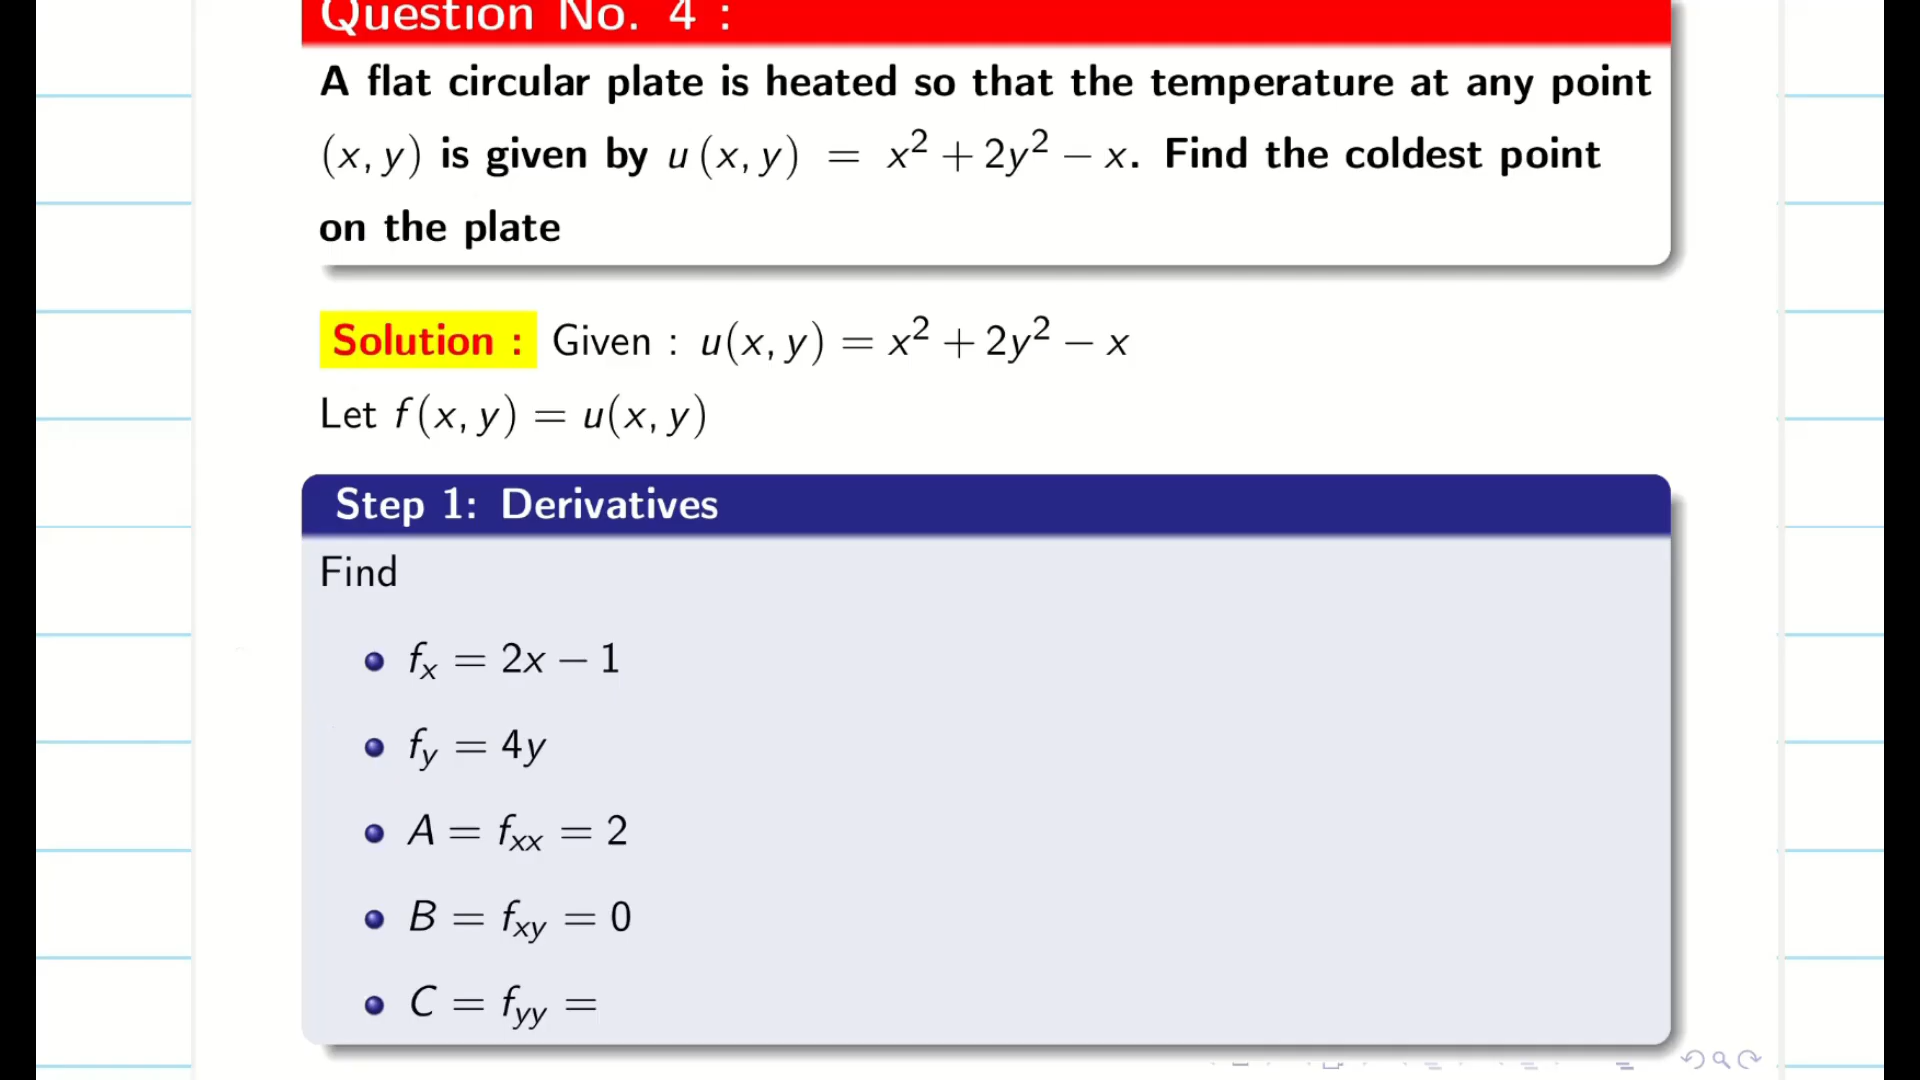 Question No. 4 :
A flat circular plate is heated so that the temperature at any point
(x, y) is given by u (x, y) = x² + 2y² − x. Find the coldest point
on the plate
Solution : Given : u(x, y) = x² + 2y² − x
Let f(x, y) = u(x, y)
Step 1: Derivatives
Find
f_x = 2x − 1
f_y = 4y
A = f_xx = 2
B = f_xy = 0
C = f_yy =